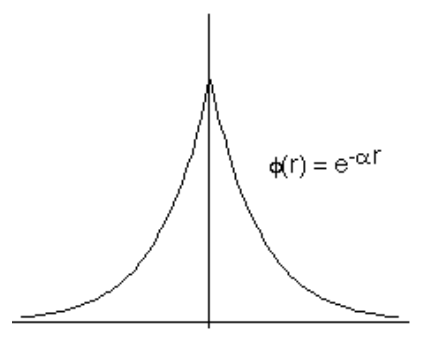 ϕ(r) = e^-αr